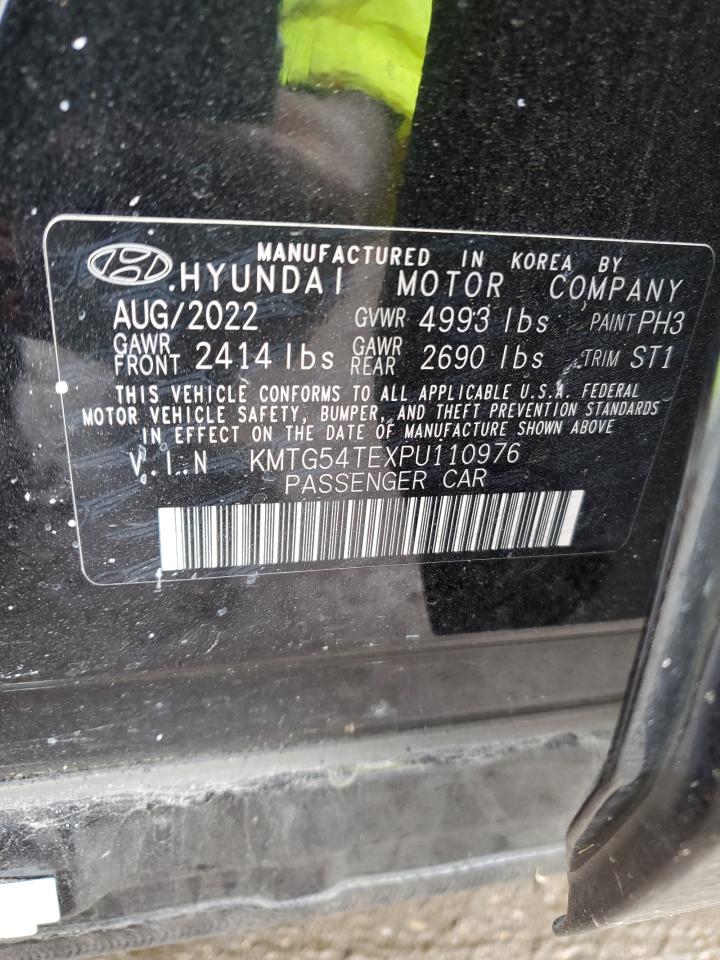 MANUFACTURED IN KOREA BY
HYUNDAI MOTOR COMPANY
AUG/2022 GVWR 4993 lbs PAINT PH3
GAWR FRONT 2414 lbs GAWR REAR 2690 lbs TRIM ST1
THIS VEHICLE CONFORMS TO ALL APPLICABLE U.S.A. FEDERAL
MOTOR VEHICLE SAFETY, BUMPER, AND THEFT PREVENTION STANDARDS
IN EFFECT ON THE DATE OF MANUFACTURE SHOWN ABOVE
V.I.N KMTG54TEXPU110976
PASSENGER CAR